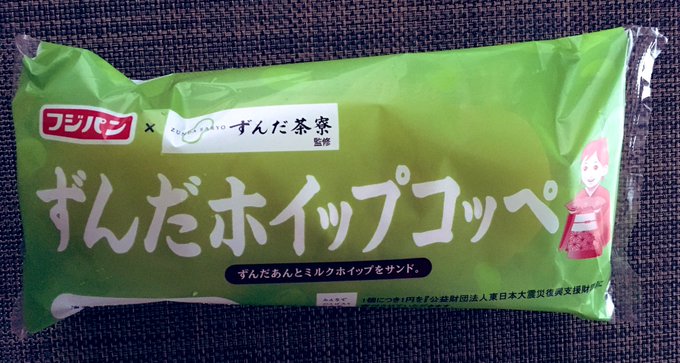 フジパン × ZUNDA SARYO ずんだ茶寮
監修
ずんだホイップコッペ
ずんだあんとミルクホイップをサンド。
1個につき1円を『公益財団法人東日本大震災復興支援財団に